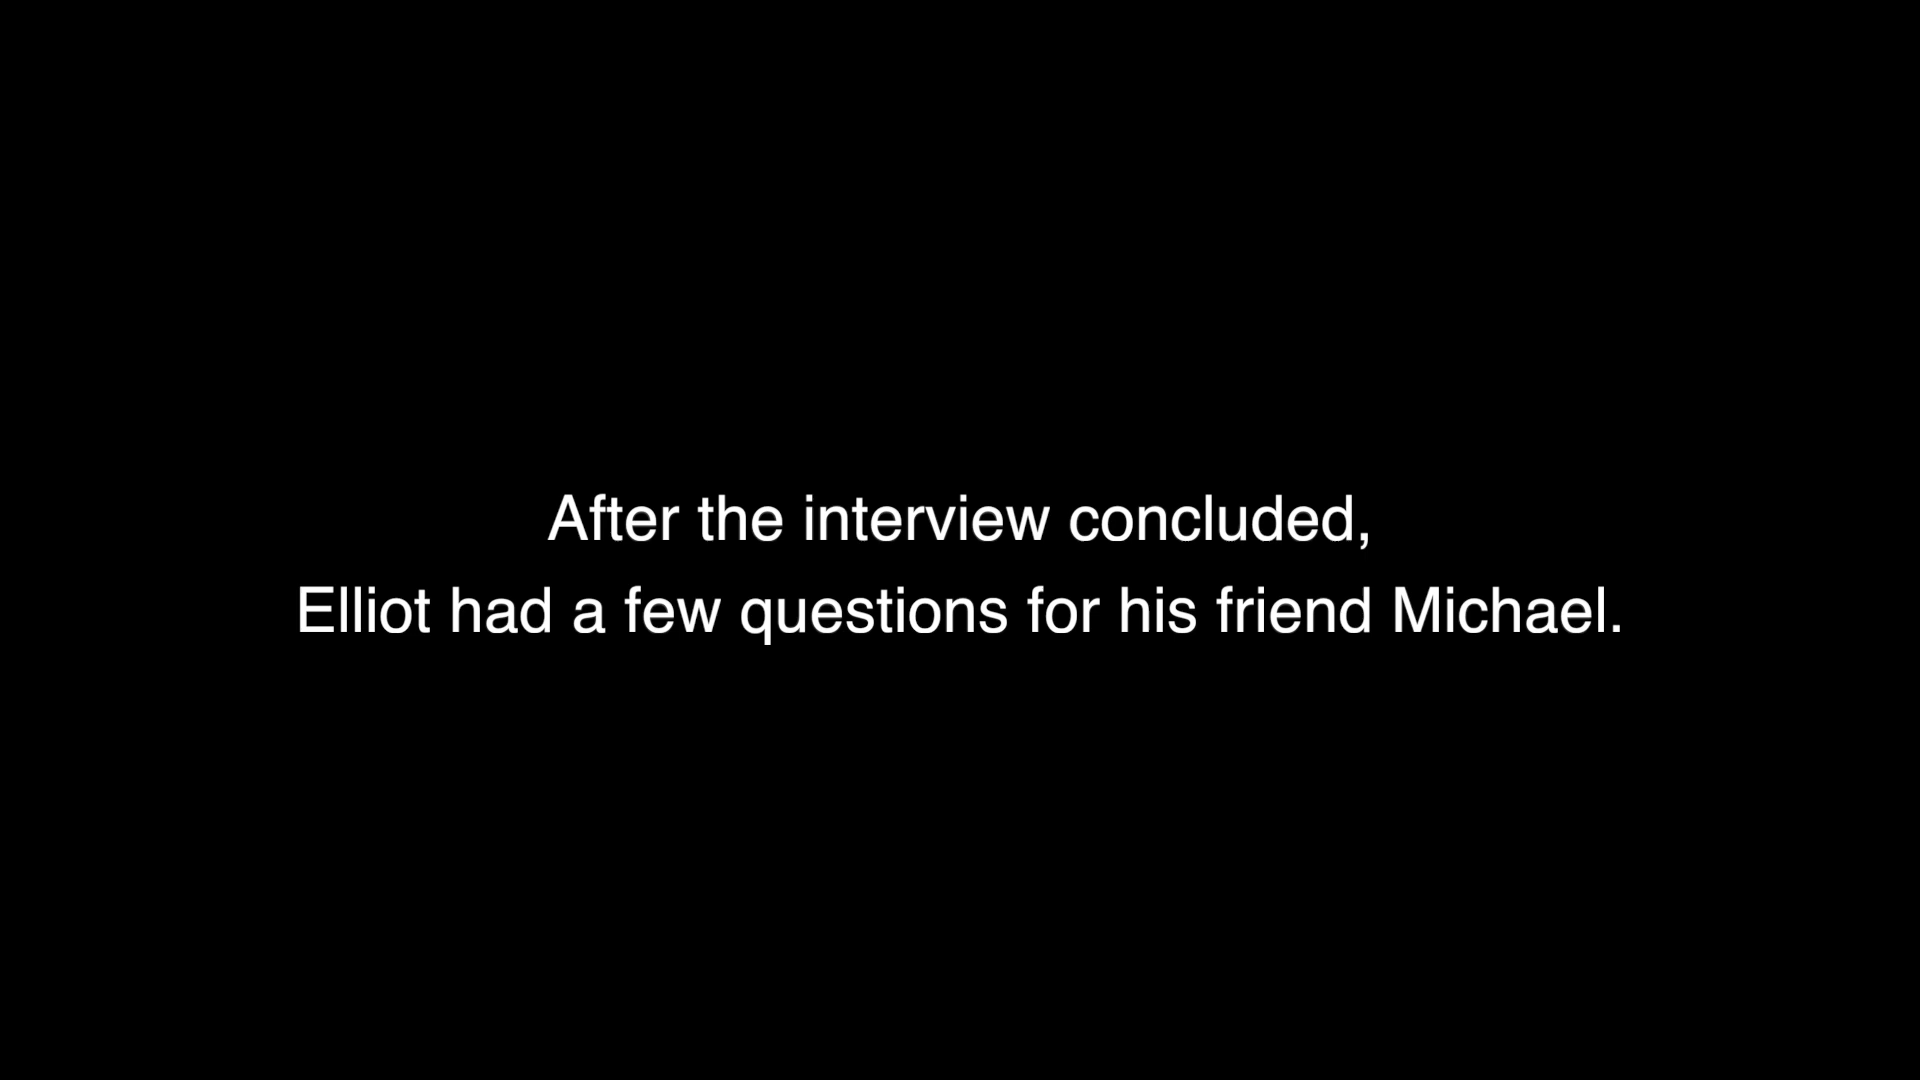 After the interview concluded,
Elliot had a few questions for his friend Michael.